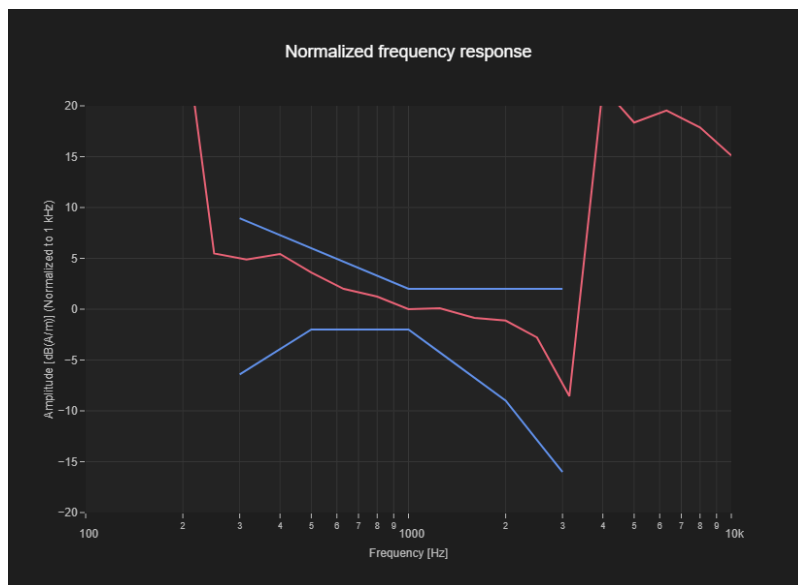 Normalized frequency response
Amplitude [dB(A/m)] (Normalized to 1 kHz)
20
15
10
5
0
−5
−10
−15
−20
100 2 3 4 5 6 7 8 9 1000 2 3 4 5 6 7 8 9 10k
Frequency [Hz]